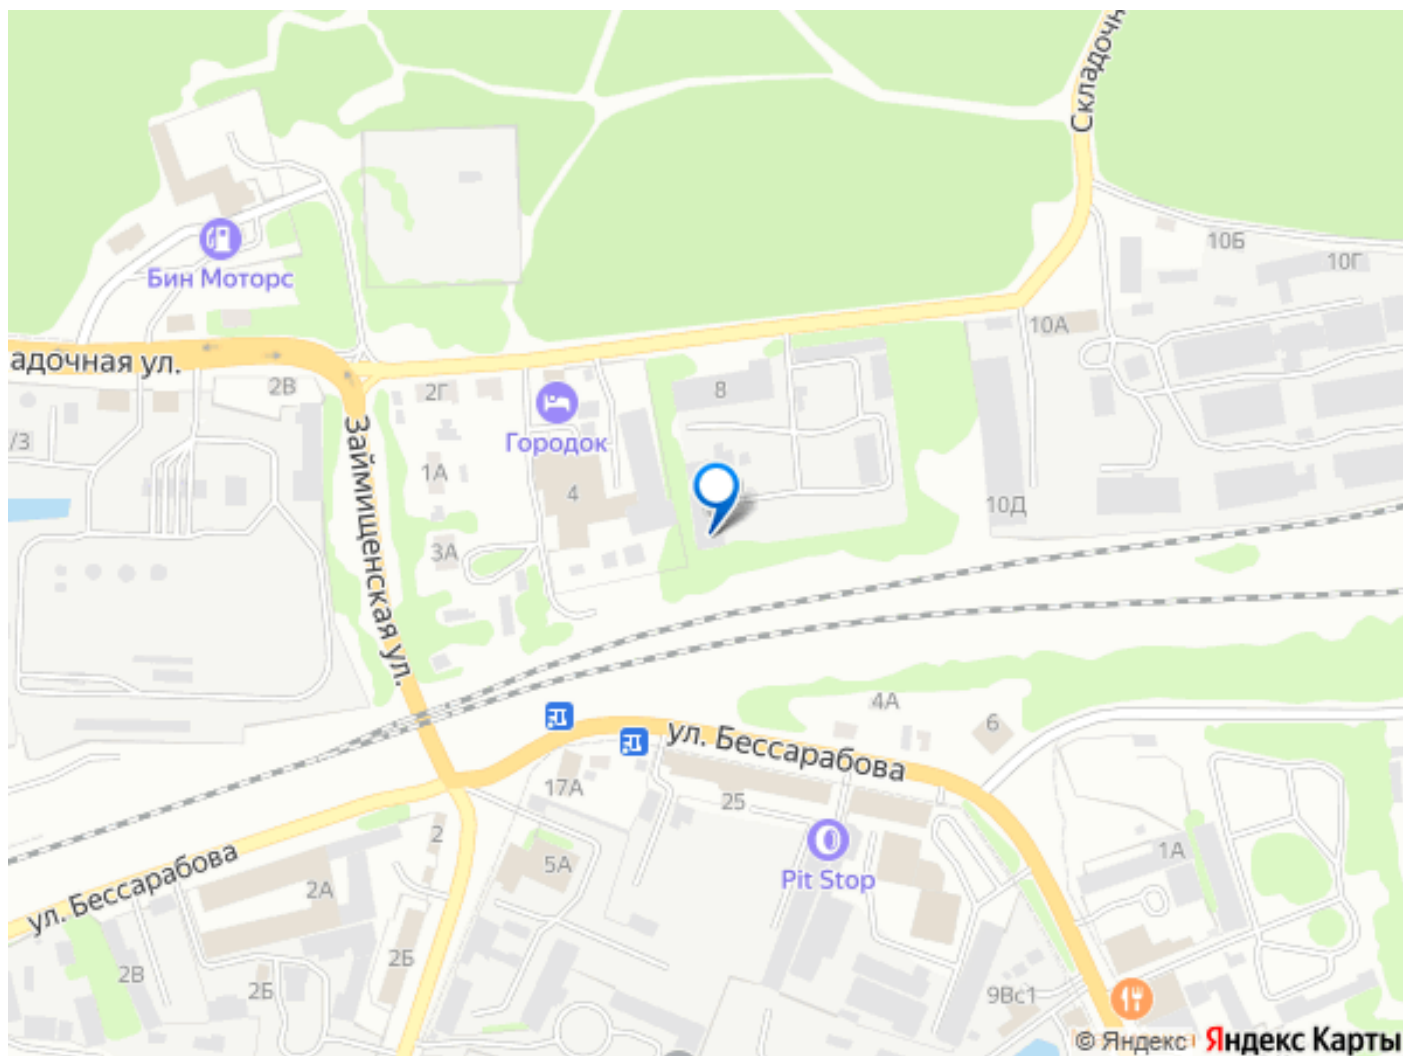 Складочн
10Б
10Г
Бин Моторс
10А
адочная ул.
2В
2Г
8
Городок
/3
Займищенская ул.
1А
4
10Д
3А
4А
6
ул. Бессарабова
17А
25
2
5А
Pit Stop
1А
ул. Бессарабова
2А
2Б
2В
2Б
9Вс1
© Яндекс Яндекс Карты